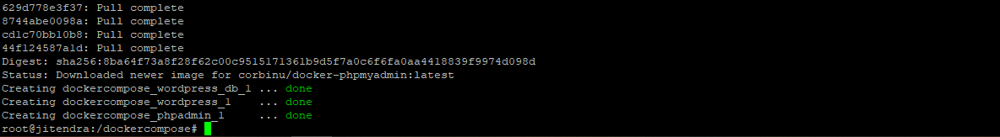 629d778e3f37: Pull complete
8744abe0098a: Pull complete
cd1c70bb10b8: Pull complete
44f124587a1d: Pull complete
Digest: sha256:8ba64f73a8f28f62c00c9515171361b9d5f7a0c6f6fa0aa4418839f9974d098d
Status: Downloaded newer image for corbinu/docker-phpmyadmin:latest
Creating dockercompose_wordpress_db_1 ... done
Creating dockercompose_wordpress_1    ... done
Creating dockercompose_phpadmin_1     ... done
root@jitendra:/dockercompose#